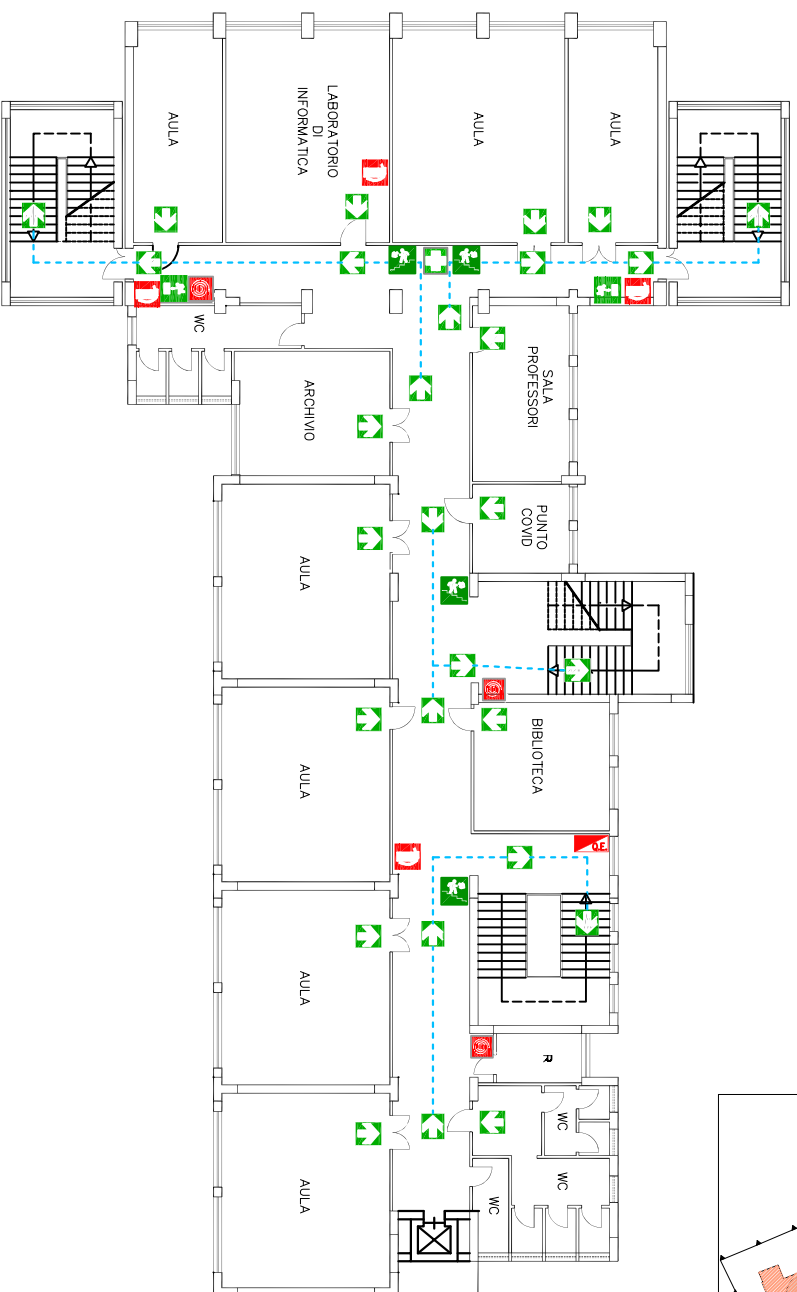 AULA
LABORATORIO
DI
INFORMATICA
AULA
AULA
WC
ARCHIVIO
SALA
PROFESSORI
PUNTO
COVID
AULA
BIBLIOTECA
AULA
Q.E.
AULA
R
WC
WC
WC
AULA